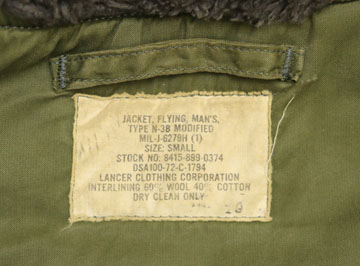 JACKET, FLYING, MAN'S,
TYPE N-3B MODIFIED
MIL-J-6279H (1)
SIZE: SMALL
STOCK NO. 8415-889-0374
DSA100-72-C-1794
LANCER CLOTHING CORPORATION
INTERLINING 60% WOOL 40% COTTON
DRY CLEAN ONLY